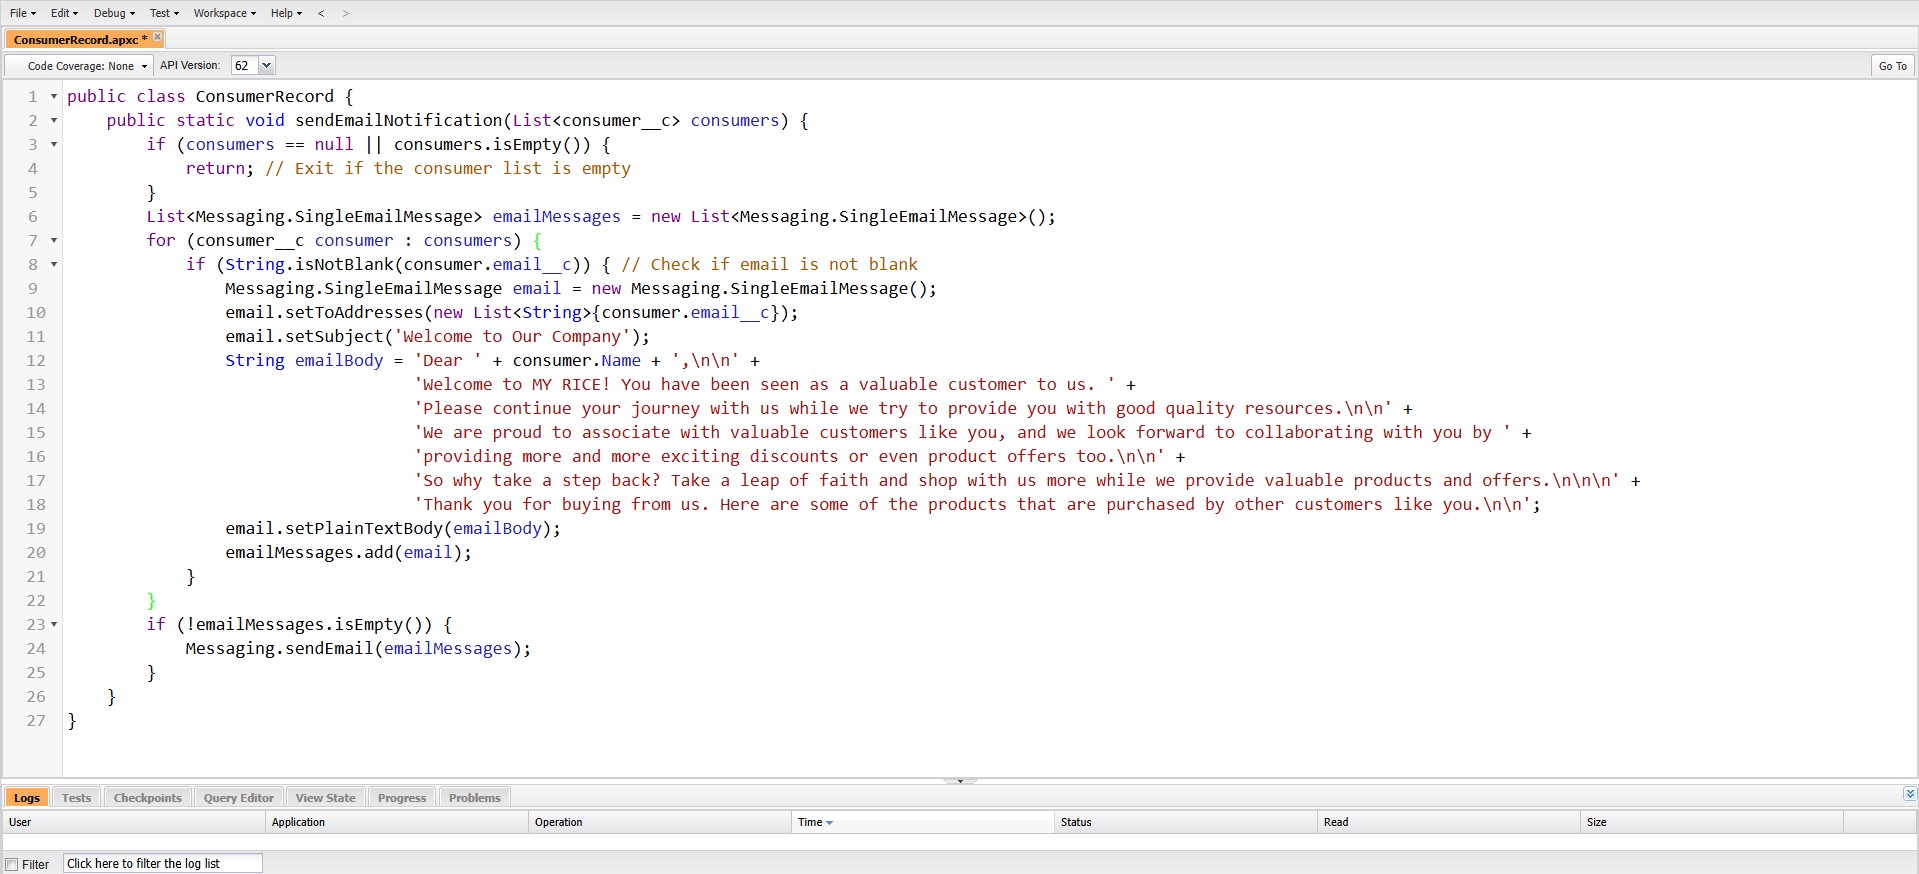 File Edit Debug Test Workspace Help < >
ConsumerRecord.apxc *
Code Coverage: None API Version: 62 Go To
1 public class ConsumerRecord {
2 public static void sendEmailNotification(List<consumer__c> consumers) {
3 if (consumers == null || consumers.isEmpty()) {
4 return; // Exit if the consumer list is empty
5 }
6 List<Messaging.SingleEmailMessage> emailMessages = new List<Messaging.SingleEmailMessage>();
7 for (consumer__c consumer : consumers) {
8 if (String.isNotBlank(consumer.email__c)) { // Check if email is not blank
9 Messaging.SingleEmailMessage email = new Messaging.SingleEmailMessage();
10 email.setToAddresses(new List<String>{consumer.email__c});
11 email.setSubject('Welcome to Our Company');
12 String emailBody = 'Dear ' + consumer.Name + ',\n\n' +
13 'Welcome to MY RICE! You have been seen as a valuable customer to us. ' +
14 'Please continue your journey with us while we try to provide you with good quality resources.\n\n' +
15 'We are proud to associate with valuable customers like you, and we look forward to collaborating with you by ' +
16 'providing more and more exciting discounts or even product offers too.\n\n' +
17 'So why take a step back? Take a leap of faith and shop with us more while we provide valuable products and offers.\n\n\n' +
18 'Thank you for buying from us. Here are some of the products that are purchased by other customers like you.\n\n';
19 email.setPlainTextBody(emailBody);
20 emailMessages.add(email);
21 }
22 }
23 if (!emailMessages.isEmpty()) {
24 Messaging.sendEmail(emailMessages);
25 }
26 }
27 }
Logs Tests Checkpoints Query Editor View State Progress Problems
User Application Operation Time Status Read Size
Filter Click here to filter the log list